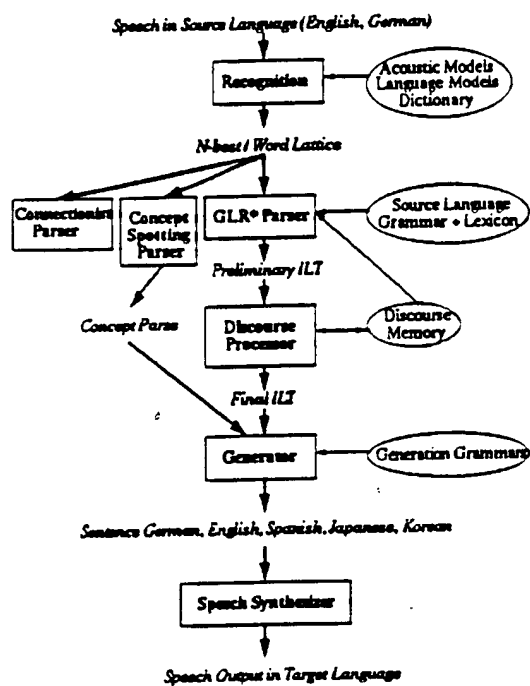 Speech in Source Language (English, German)
Recognition
Acoustic Models
Language Models
Dictionary
N-best / Word Lattice
Connectionist
Parser
Concept
Spotting
Parser
GLR* Parser
Source Language
Grammar + Lexicon
Preliminary ILT
Concept Parse
Discourse
Processor
Discourse
Memory
Final ILT
Generator
Generation Grammars
Sentence German, English, Spanish, Japanese, Korean
Speech Synthesizer
Speech Output in Target Language